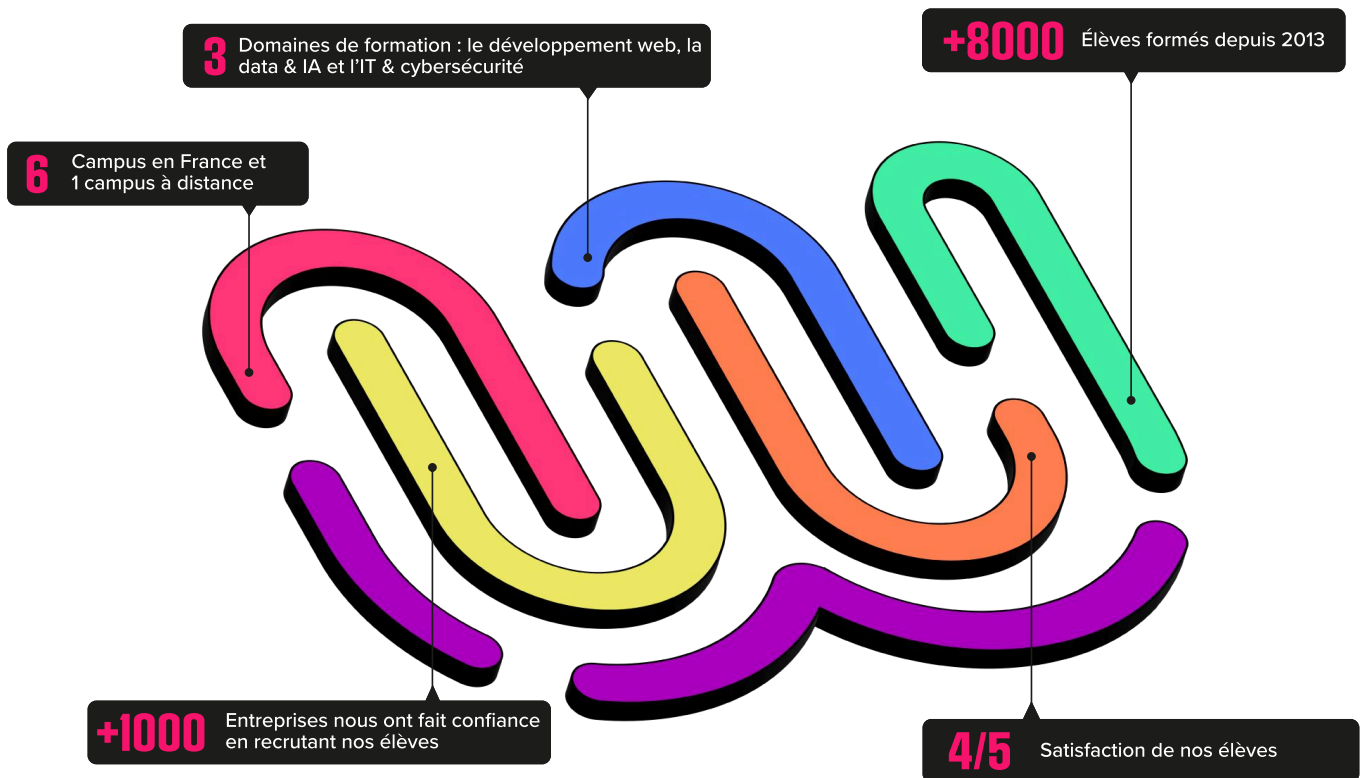 +8000 Élèves formés depuis 2013
3 Domaines de formation : le développement web, la
data & IA et l’IT & cybersécurité
6 Campus en France et
1 campus à distance
+1000 Entreprises nous ont fait confiance
en recrutant nos élèves
4/5 Satisfaction de nos élèves